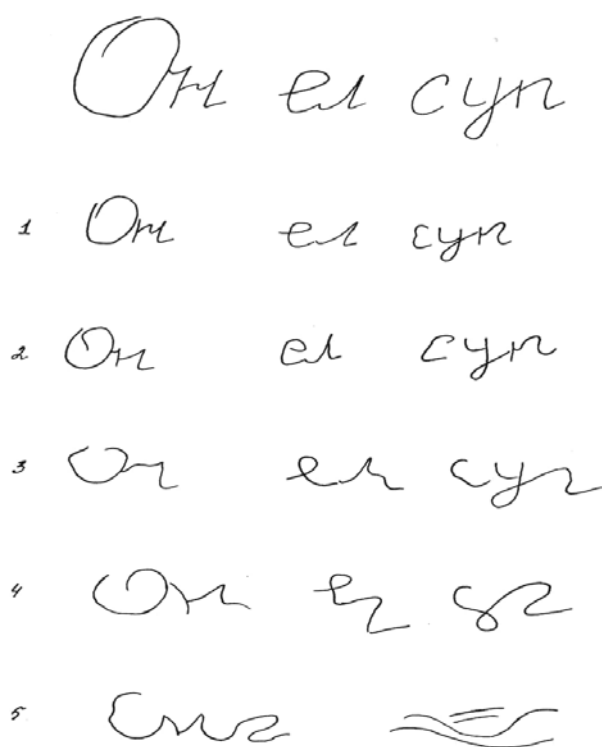 Он ел суп
1 Он ел суп
2 Он ел суп
3 Он ел суп
4 Он
5